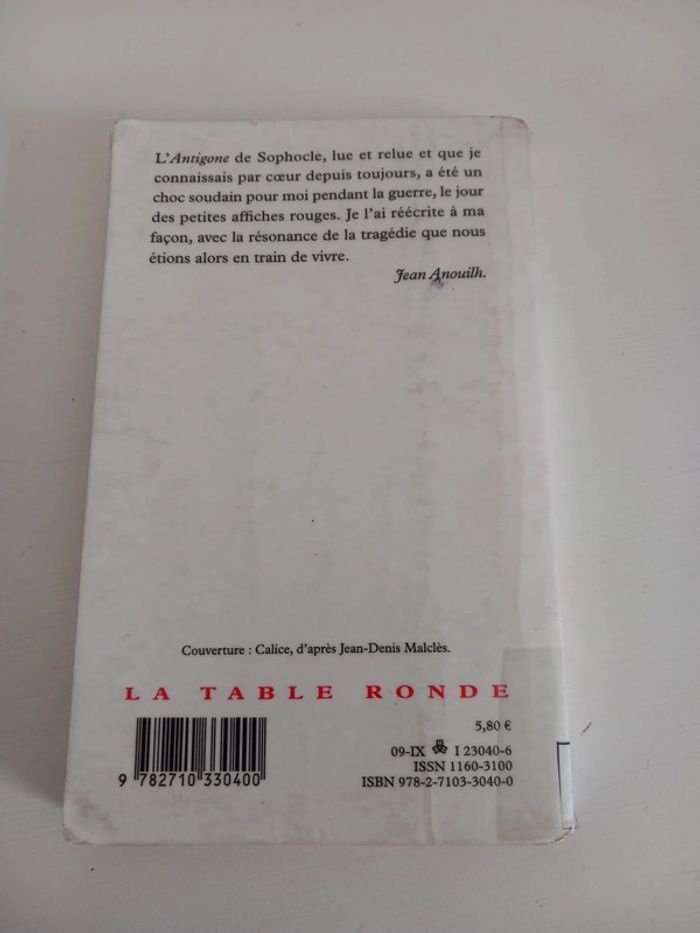 L'Antigone de Sophocle, lue et relue et que je
connaissais par cœur depuis toujours, a été un
choc soudain pour moi pendant la guerre, le jour
des petites affiches rouges. Je l'ai réécrite à ma
façon, avec la résonance de la tragédie que nous
étions alors en train de vivre.
Jean Anouilh.
Couverture : Calice, d'après Jean-Denis Malclès.
LA TABLE RONDE
5,80 €
09-IX I 23040-6
ISSN 1160-3100
ISBN 978-2-7103-3040-0
9 782710 330400